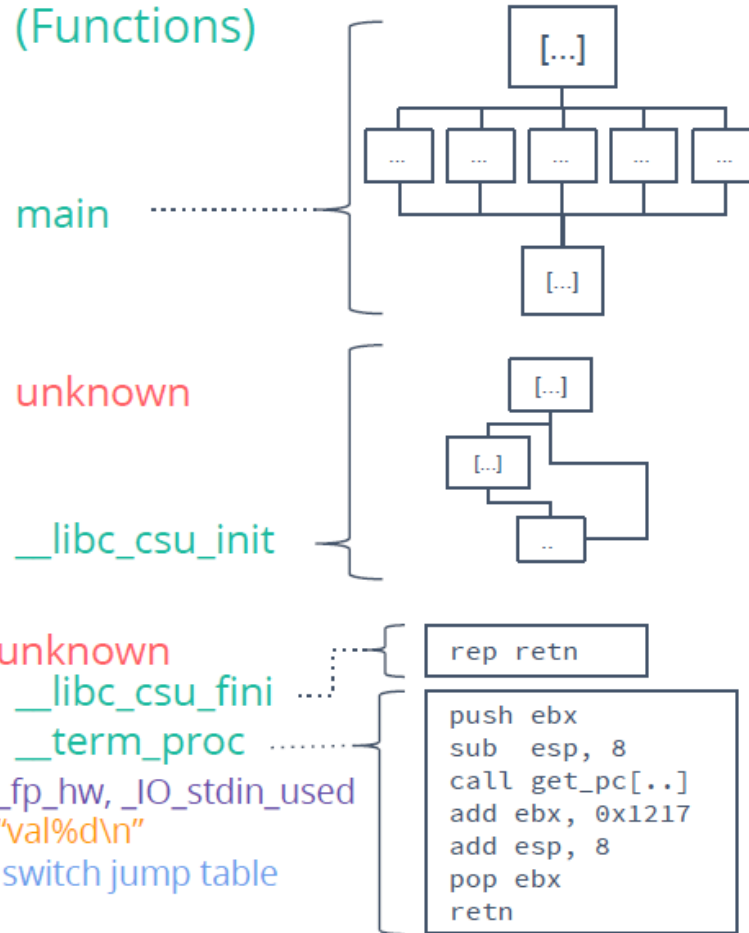 (Functions)
[...]
...
...
...
...
...
main
[...]
unknown
[...]
[...]
__libc_csu_init
..
unknown
rep retn
__libc_csu_fini
__term_proc
_fp_hw, _IO_stdin_used
"val%d\n"
switch jump table
push ebx
sub esp, 8
call get_pc[..]
add ebx, 0x1217
add esp, 8
pop ebx
retn